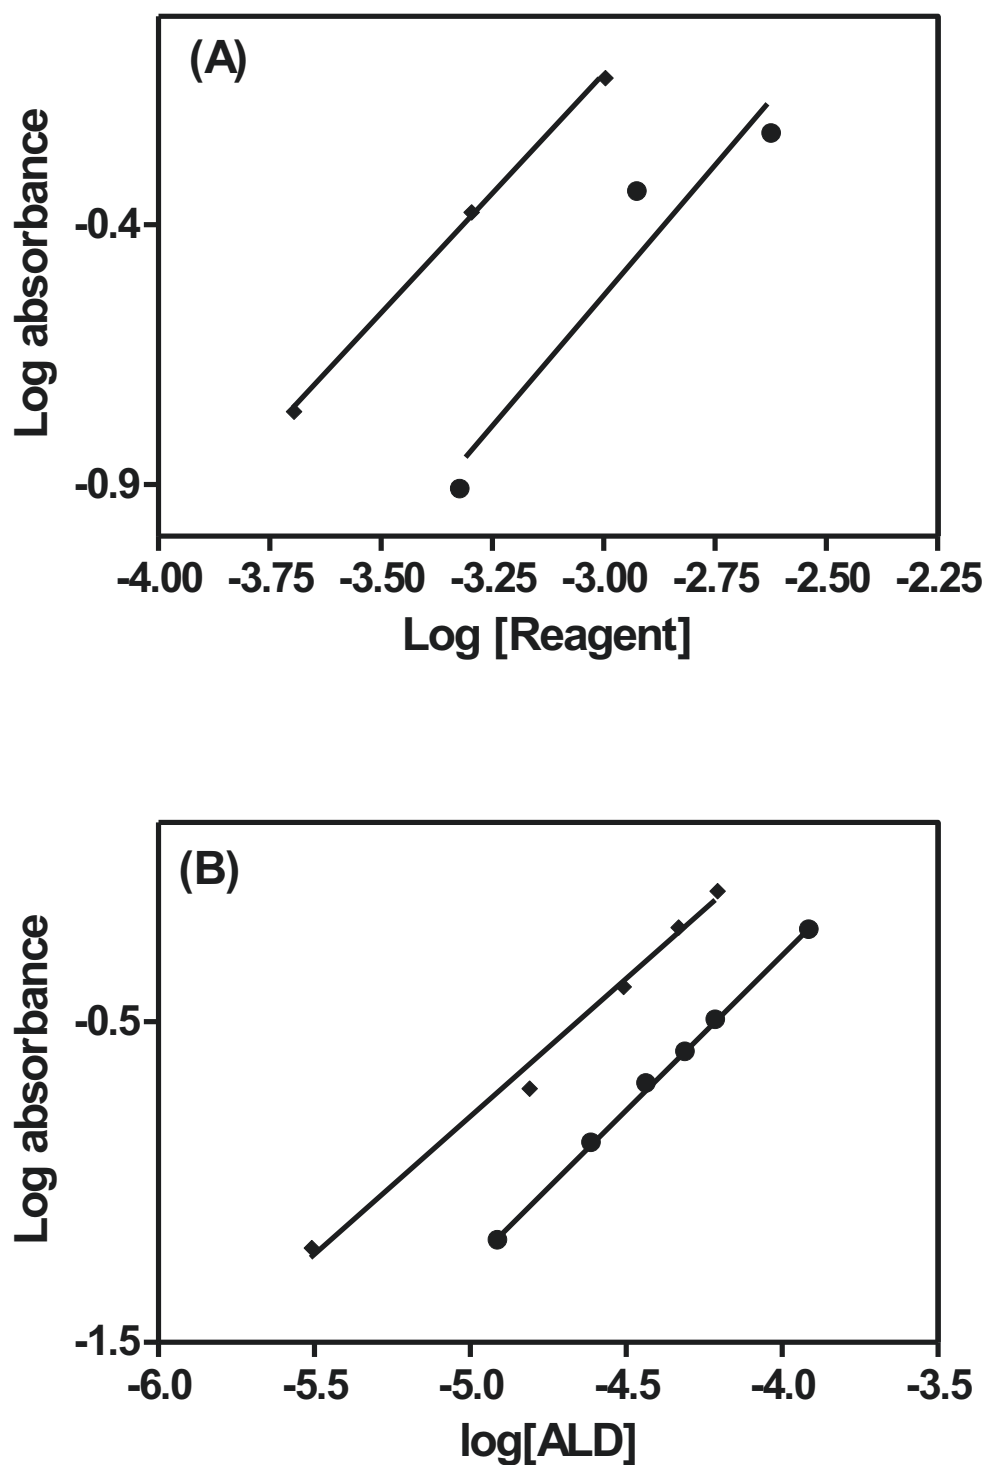 (A)
Log absorbance
-0.4
-0.9
-4.00 -3.75 -3.50 -3.25 -3.00 -2.75 -2.50 -2.25
Log [Reagent]
(B)
Log absorbance
-0.5
-1.5
-6.0 -5.5 -5.0 -4.5 -4.0 -3.5
log[ALD]